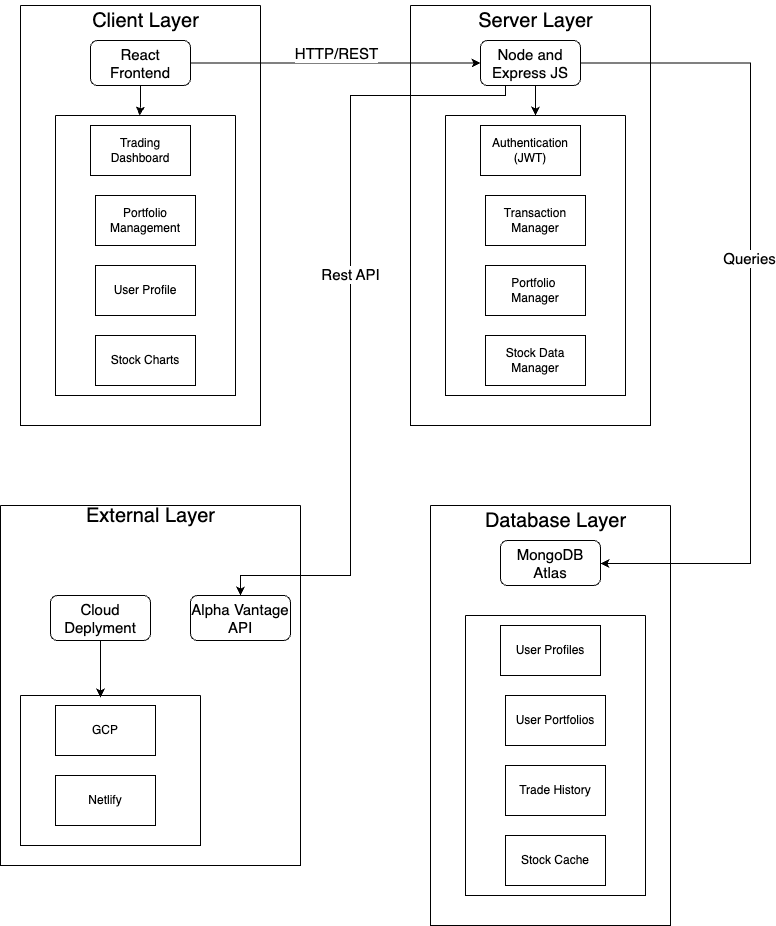 Client Layer
React
Frontend
Trading
Dashboard
Portfolio
Management
User Profile
Stock Charts
HTTP/REST
Server Layer
Node and
Express JS
Authentication
(JWT)
Transaction
Manager
Portfolio
Manager
Stock Data
Manager
Rest API
Queries
External Layer
Cloud
Deplyment
Alpha Vantage
API
GCP
Netlify
Database Layer
MongoDB
Atlas
User Profiles
User Portfolios
Trade History
Stock Cache